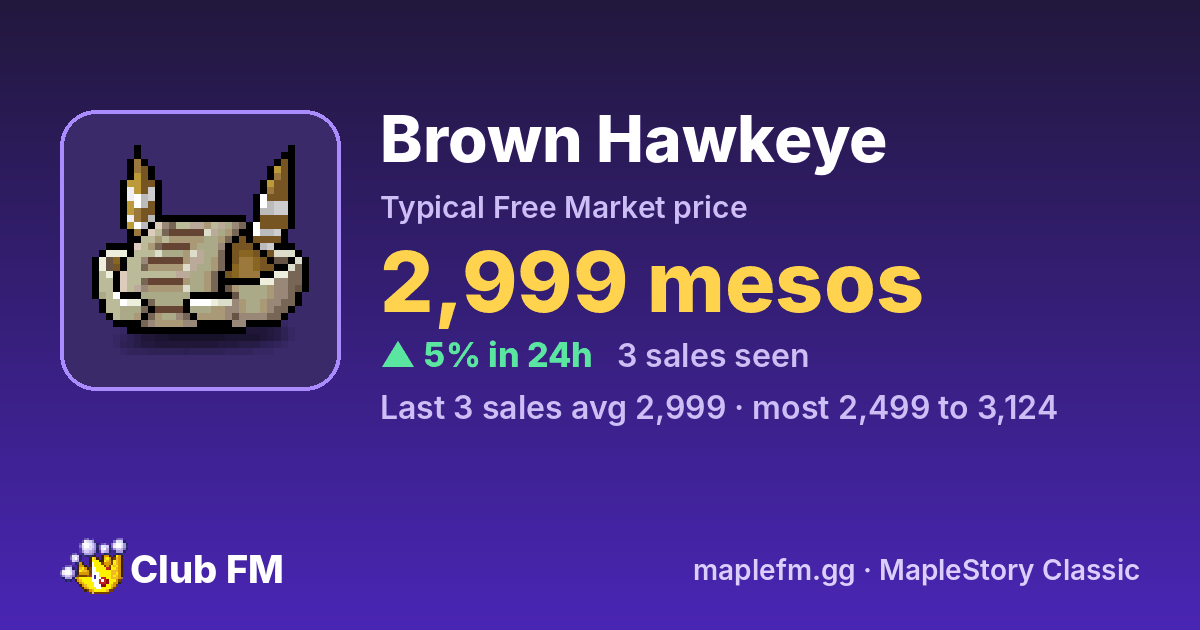 Brown Hawkeye
Typical Free Market price
2,999 mesos
▲ 5% in 24h 3 sales seen
Last 3 sales avg 2,999 · most 2,499 to 3,124
Club FM
maplefm.gg · MapleStory Classic